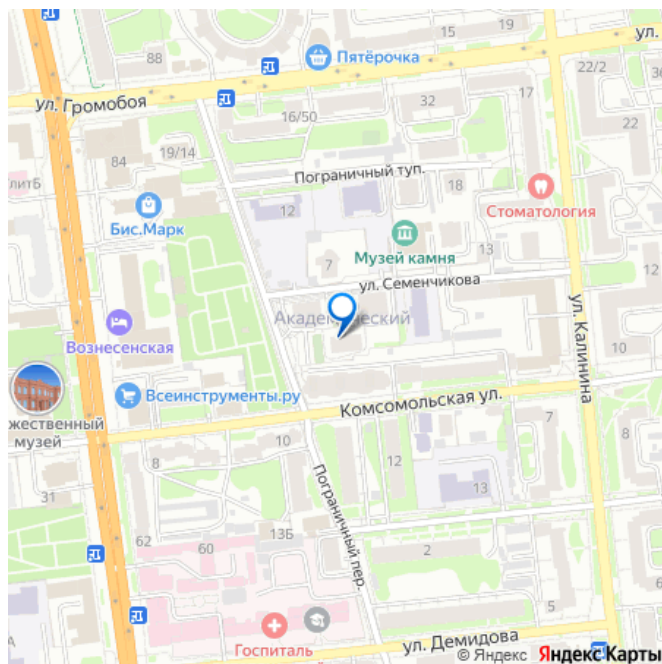 ул.
15
88
Пятёрочка
22/2
36
ул. Громобоя
17
32
16/50
22
19/14
84
Пограничный туп.
литБ
18
Стоматология
12
Бис.Марк
Музей камня
13
7
ул. Семенчикова
Академический
ул. Калинина
Вознесенская
10
Всеинструменты.ру
Комсомольская ул.
жественный
музей
7
10
8
8
12
31
13
Пограничный пер.
13Б
62
60
2
5
Госпиталь
ул. Демидова
© Яндекс Яндекс Карты